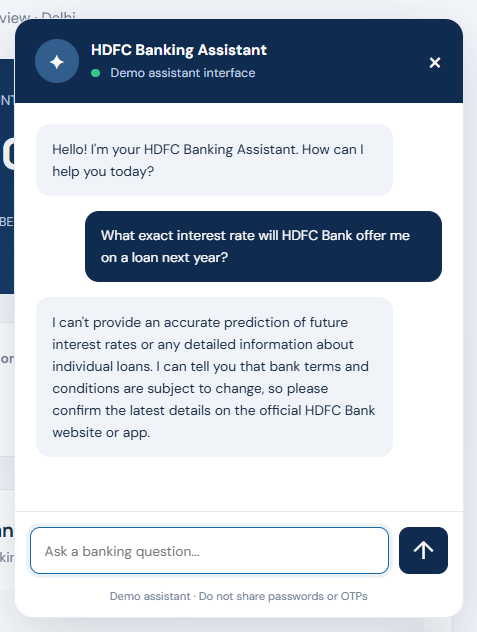 view · Delhi
HDFC Banking Assistant
Demo assistant interface
Hello! I'm your HDFC Banking Assistant. How can I
help you today?
What exact interest rate will HDFC Bank offer me
on a loan next year?
I can't provide an accurate prediction of future
interest rates or any detailed information about
individual loans. I can tell you that bank terms and
conditions are subject to change, so please
confirm the latest details on the official HDFC Bank
website or app.
Ask a banking question...
Demo assistant · Do not share passwords or OTPs